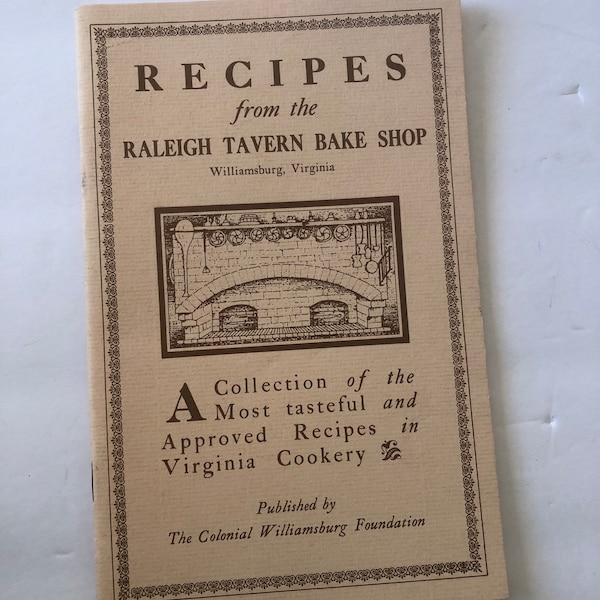 RECIPES
from the
RALEIGH TAVERN BAKE SHOP
Williamsburg, Virginia
A Collection of the
Most tasteful and
Approved Recipes in
Virginia Cookery
Published by
The Colonial Williamsburg Foundation